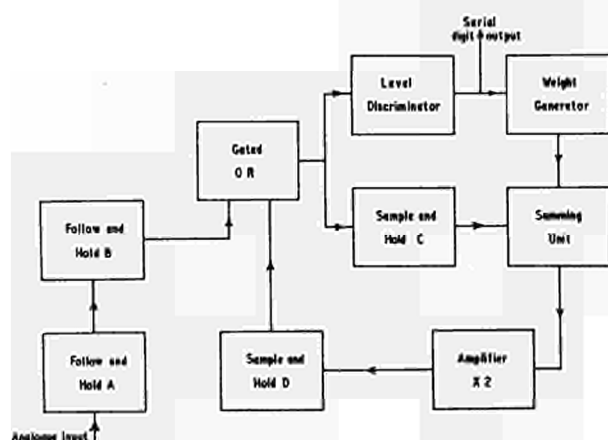 Serial
digit output
Level
Discriminator
Weight
Generator
Gated
O R
Follow and
Hold B
Sample and
Hold C
Summing
Unit
Follow and
Hold A
Sample and
Hold D
Amplifier
X 2
Analogue Input